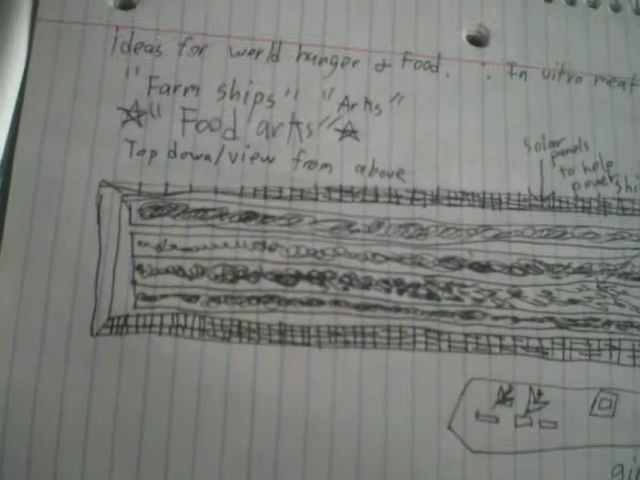 ideas for world hunger & Food. . In vitro meat
"Farm ships" "Arks"
☆" Food arks"☆
Top down/view from above
Solar
panels
to help
power shi